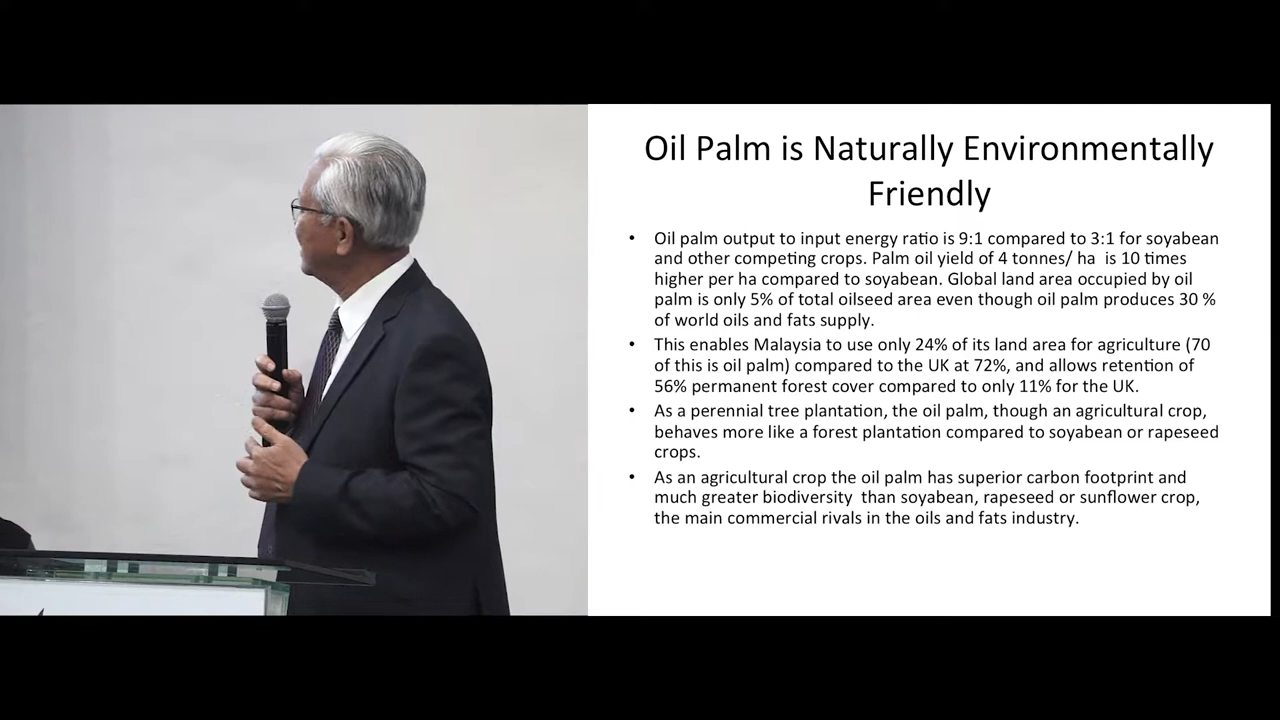 Oil Palm is Naturally Environmentally
Friendly
• Oil palm output to input energy ratio is 9:1 compared to 3:1 for soyabean
and other competing crops. Palm oil yield of 4 tonnes/ ha  is 10 times
higher per ha compared to soyabean. Global land area occupied by oil
palm is only 5% of total oilseed area even though oil palm produces 30 %
of world oils and fats supply.
• This enables Malaysia to use only 24% of its land area for agriculture (70
of this is oil palm) compared to the UK at 72%, and allows retention of
56% permanent forest cover compared to only 11% for the UK.
• As a perennial tree plantation, the oil palm, though an agricultural crop,
behaves more like a forest plantation compared to soyabean or rapeseed
crops.
• As an agricultural crop the oil palm has superior carbon footprint and
much greater biodiversity  than soyabean, rapeseed or sunflower crop,
the main commercial rivals in the oils and fats industry.